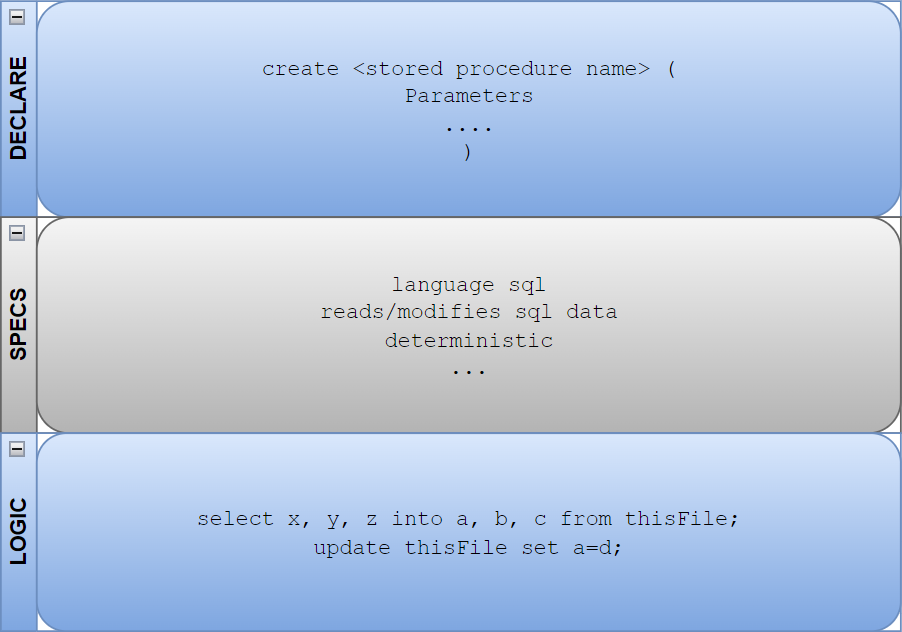 DECLARE
create <stored procedure name> (
Parameters
....
)
SPECS
language sql
reads/modifies sql data
deterministic
...
LOGIC
select x, y, z into a, b, c from thisFile;
update thisFile set a=d;